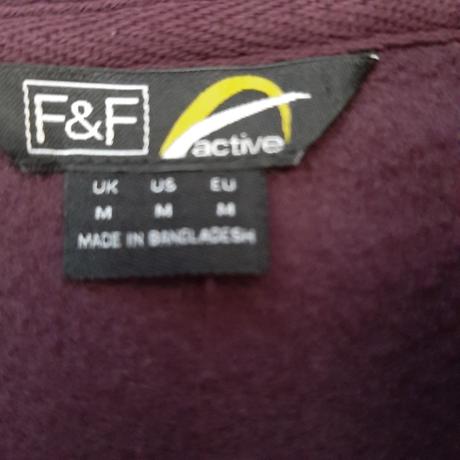 F&F active
UK US EU
M M M
MADE IN BANGLADESH